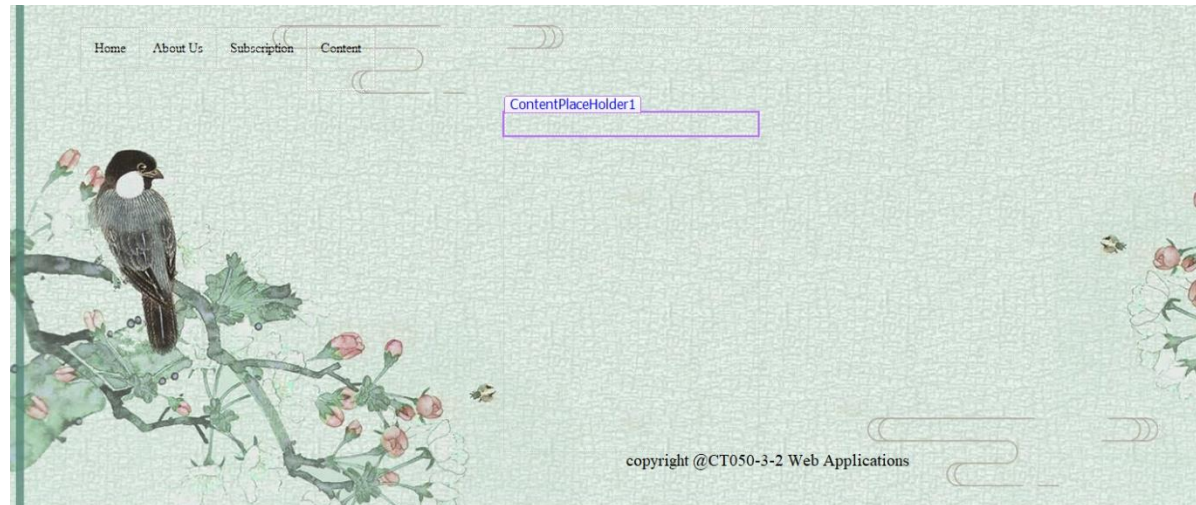 Home About Us Subscription Content
ContentPlaceHolder1
copyright @CT050-3-2 Web Applications